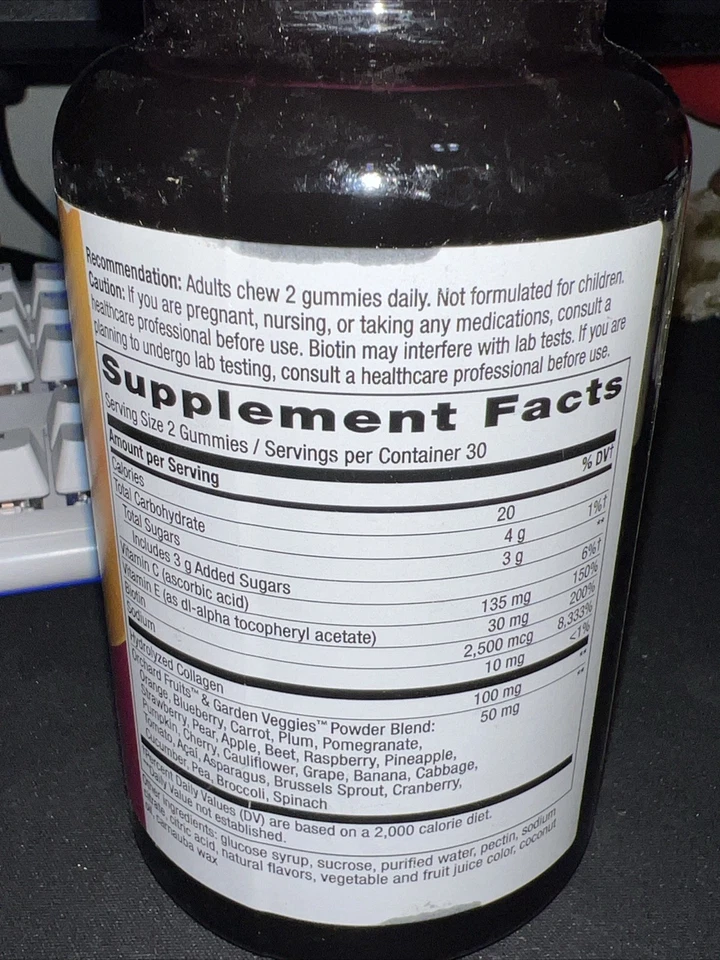 Recommendation: Adults chew 2 gummies daily. Not formulated for children.
Caution: If you are pregnant, nursing, or taking any medications, consult a
healthcare professional before use. Biotin may interfere with lab tests. If you are
planning to undergo lab testing, consult a healthcare professional before use.
Supplement Facts
Serving Size 2 Gummies / Servings per Container 30
Amount per Serving % DV†
Calories 20
Total Carbohydrate 4 g 1%†
Total Sugars 3 g **
Includes 3 g Added Sugars 6%†
Vitamin C (ascorbic acid) 135 mg 150%
Vitamin E (as dl-alpha tocopheryl acetate) 30 mg 200%
Biotin 2,500 mcg 8,333%
Sodium 10 mg <1%
Hydrolyzed Collagen 100 mg **
Orchard Fruits™ & Garden Veggies™ Powder Blend: 50 mg **
Orange, Blueberry, Carrot, Plum, Pomegranate,
Strawberry, Pear, Apple, Beet, Raspberry, Pineapple,
Pumpkin, Cherry, Cauliflower, Grape, Banana, Cabbage,
Tomato, Açai, Asparagus, Brussels Sprout, Cranberry,
Cucumber, Pea, Broccoli, Spinach
Percent Daily Values (DV) are based on a 2,000 calorie diet.
Daily Value not established.
Other Ingredients: glucose syrup, sucrose, purified water, pectin, sodium
citrate, citric acid, natural flavors, vegetable and fruit juice color, coconut
oil, carnauba wax